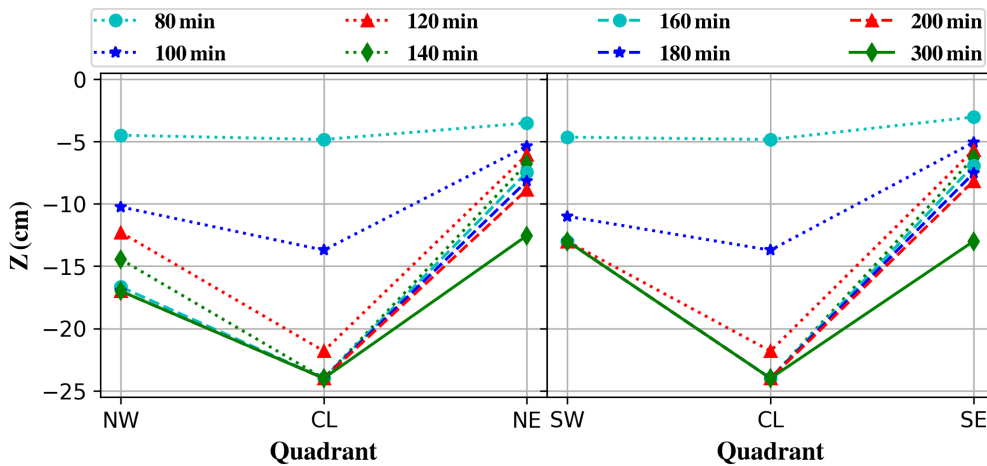 80 min 120 min 160 min 200 min
100 min 140 min 180 min 300 min
0
−5
−10
−15
−20
−25
Z (cm)
NW CL NE SW CL SE
Quadrant Quadrant